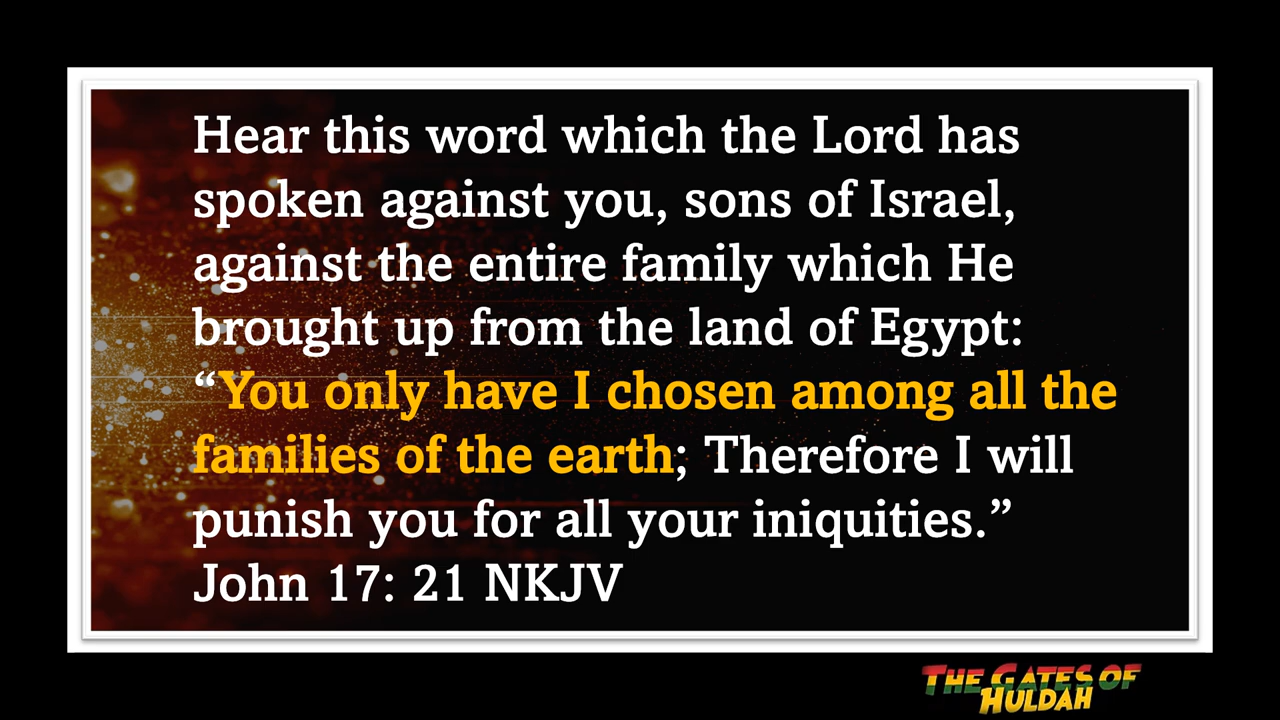 Hear this word which the Lord has
spoken against you, sons of Israel,
against the entire family which He
brought up from the land of Egypt:
“You only have I chosen among all the
families of the earth; Therefore I will
punish you for all your iniquities.”
John 17: 21 NKJV
THE GATES OF
HULDAH